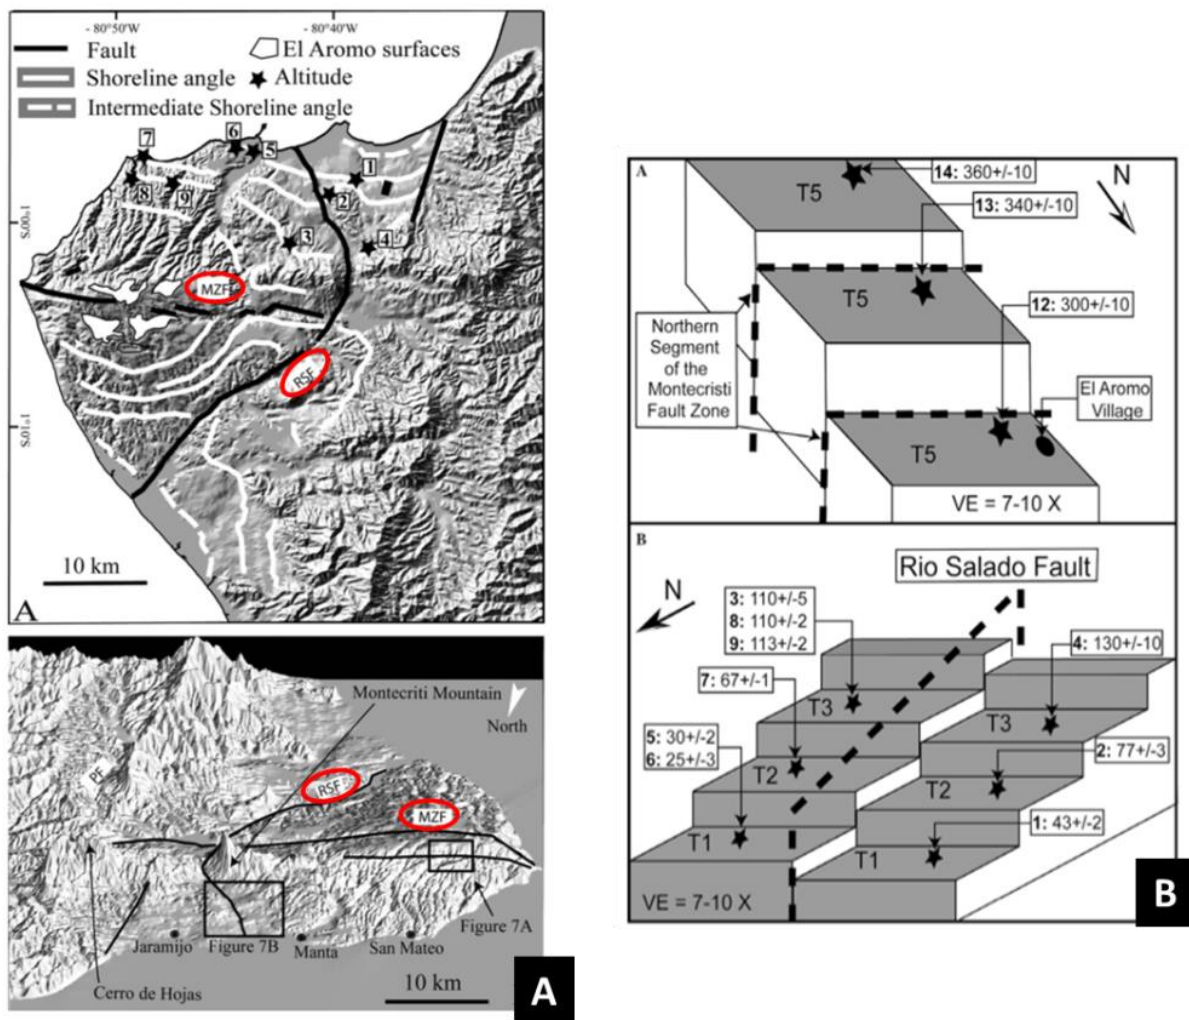 - 80°50'W
- 80°40'W
Fault
El Aromo surfaces
Shoreline angle
Altitude
Intermediate Shoreline angle
7
6
5
1
8
9
2
3
4
S.00°1
S.01°1
MZF
RSF
10 km
A
Montecriti Mountain
North
PF
RSF
MZF
Jaramijo
Figure 7B
Manta
San Mateo
Figure 7A
Cerro de Hojas
10 km
A
A
14: 360+/-10
T5
N
13: 340+/-10
T5
12: 300+/-10
Northern
Segment
of the
Montecristi
Fault Zone
El Aromo
Village
T5
VE = 7-10 X
B
Rio Salado Fault
N
3: 110+/-5
8: 110+/-2
9: 113+/-2
4: 130+/-10
7: 67+/-1
T3
T3
5: 30+/-2
6: 25+/-3
2: 77+/-3
T2
T2
1: 43+/-2
T1
T1
VE = 7-10 X
B